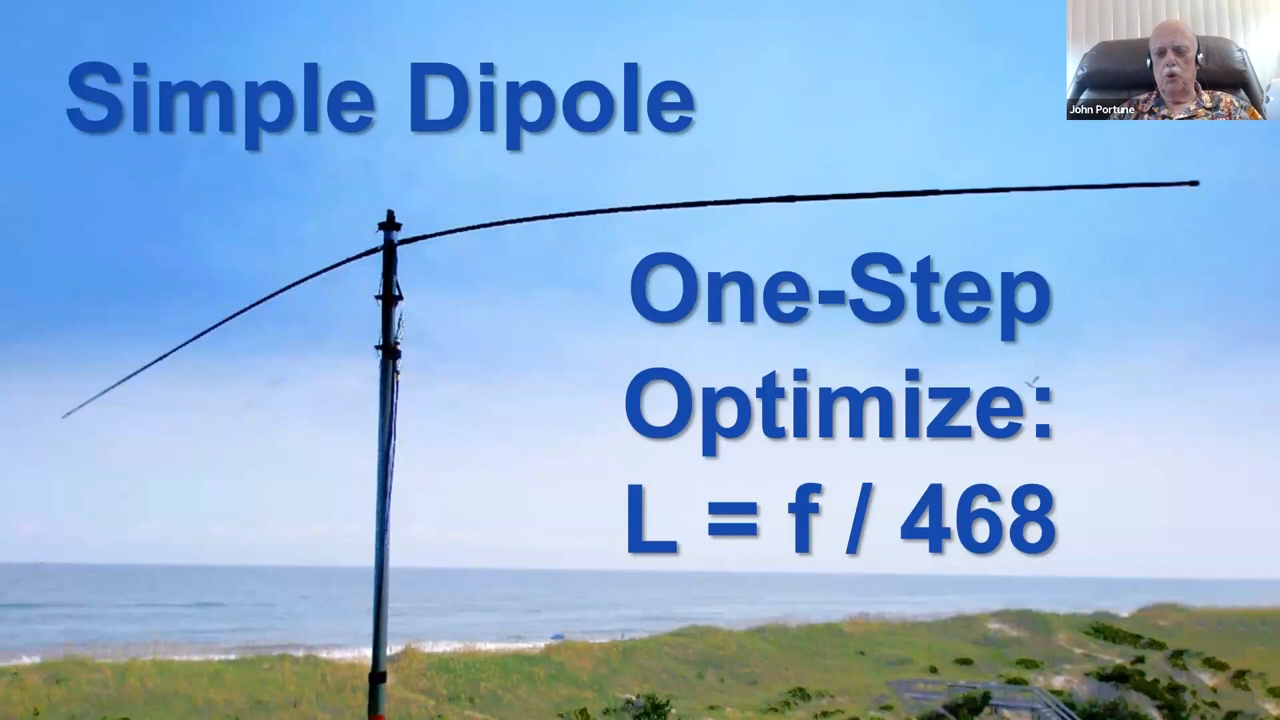 Simple Dipole
John Portune
One-Step
Optimize:
L = f / 468